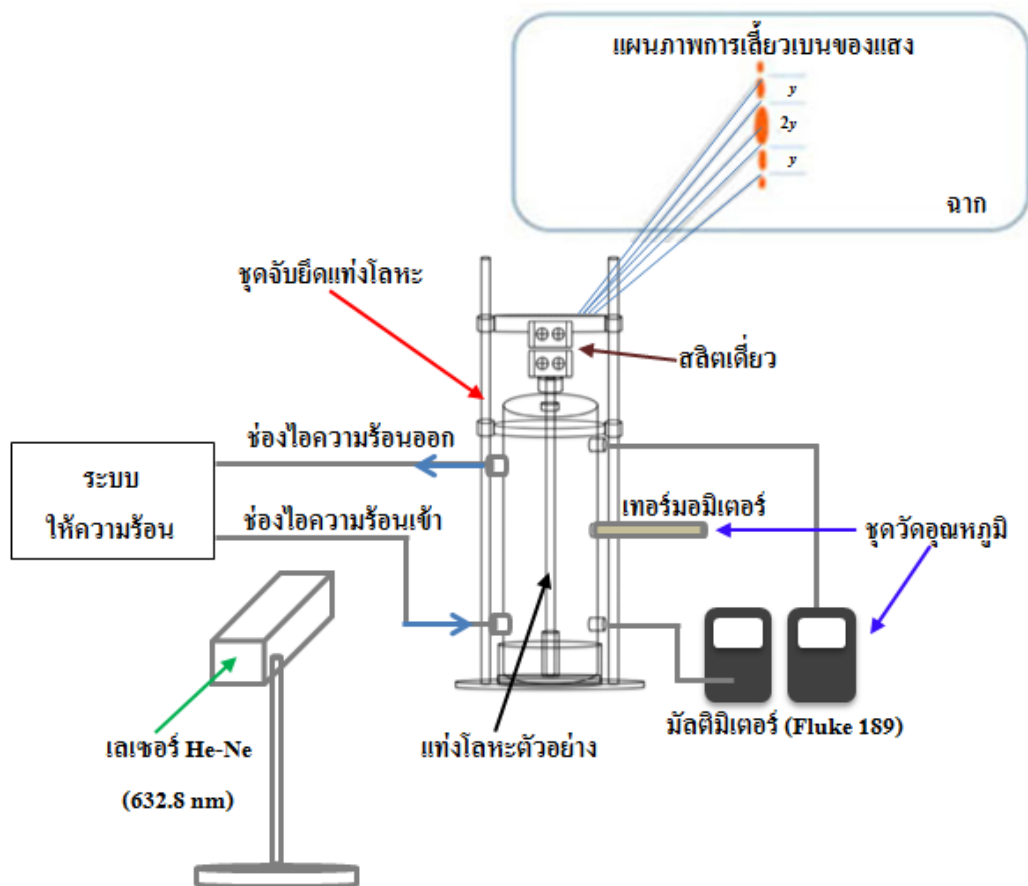 แผนภาพการเลี้ยวเบนของแสง
y
2y
y
ฉาก
ชุดจับยึดแท่งโลหะ
สลิตเดี่ยว
ช่องไอความร้อนออก
ระบบ
ให้ความร้อน
ช่องไอความร้อนเข้า
เทอร์มอมิเตอร์
ชุดวัดอุณหภูมิ
เลเซอร์ He-Ne
(632.8 nm)
แท่งโลหะตัวอย่าง
มัลติมิเตอร์ (Fluke 189)